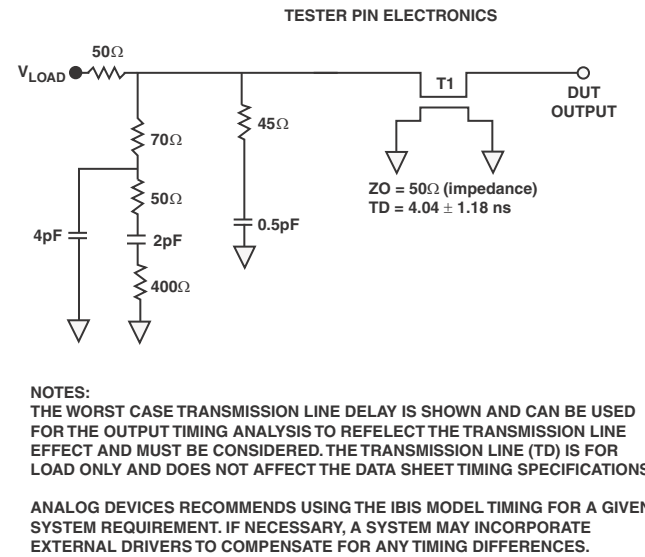 TESTER PIN ELECTRONICS
50Ω
VLOAD
T1
DUT
OUTPUT
45Ω
70Ω
ZO = 50Ω (impedance)
TD = 4.04 ± 1.18 ns
50Ω
0.5pF
4pF
2pF
400Ω
NOTES:
THE WORST CASE TRANSMISSION LINE DELAY IS SHOWN AND CAN BE USED
FOR THE OUTPUT TIMING ANALYSIS TO REFELECT THE TRANSMISSION LINE
EFFECT AND MUST BE CONSIDERED. THE TRANSMISSION LINE (TD) IS FOR
LOAD ONLY AND DOES NOT AFFECT THE DATA SHEET TIMING SPECIFICATIONS
ANALOG DEVICES RECOMMENDS USING THE IBIS MODEL TIMING FOR A GIVEN
SYSTEM REQUIREMENT. IF NECESSARY, A SYSTEM MAY INCORPORATE
EXTERNAL DRIVERS TO COMPENSATE FOR ANY TIMING DIFFERENCES.